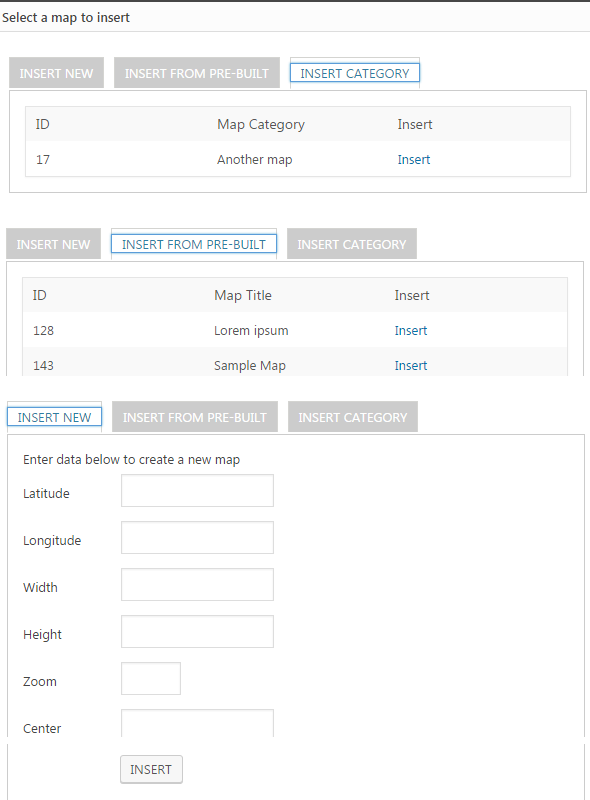 Select a map to insert
INSERT NEW INSERT FROM PRE-BUILT INSERT CATEGORY
ID Map Category Insert
17 Another map Insert
INSERT NEW INSERT FROM PRE-BUILT INSERT CATEGORY
ID Map Title Insert
128 Lorem ipsum Insert
143 Sample Map Insert
INSERT NEW INSERT FROM PRE-BUILT INSERT CATEGORY
Enter data below to create a new map
Latitude
Longitude
Width
Height
Zoom
Center
INSERT